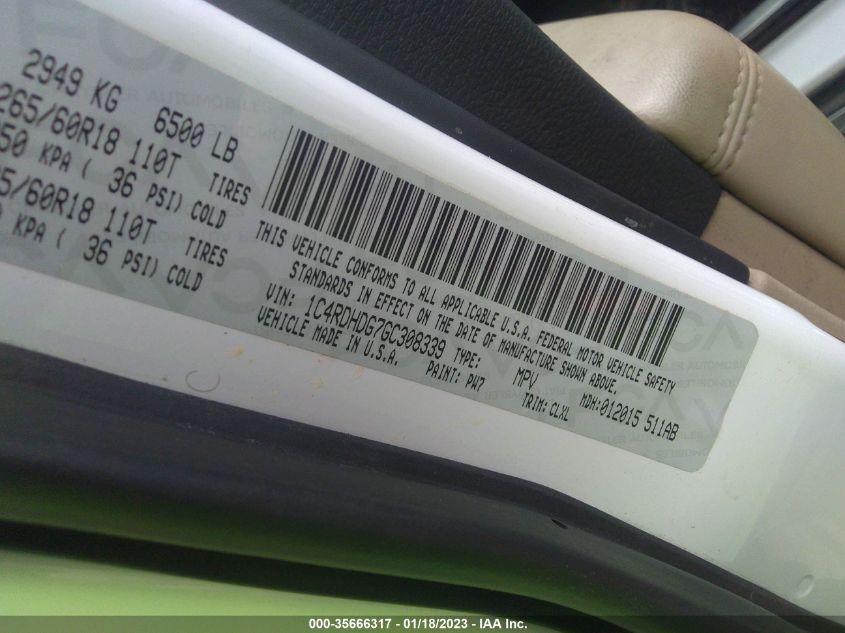 2949 KG 6500 LB
265/60R18 110T TIRES
KPA ( 36 PSI) COLD
5/60R18 110T TIRES
KPA ( 36 PSI) COLD
THIS VEHICLE CONFORMS TO ALL APPLICABLE U.S.A. FEDERAL MOTOR VEHICLE SAFETY
STANDARDS IN EFFECT ON THE DATE OF MANUFACTURE SHOWN ABOVE.
VIN: 1C4RDHDG7GC308339 TYPE: MPV MDH:012015 511AB
VEHICLE MADE IN U.S.A. PAINT: PW7 TRIM: CLXL
000-35666317 - 01/18/2023 - IAA Inc.